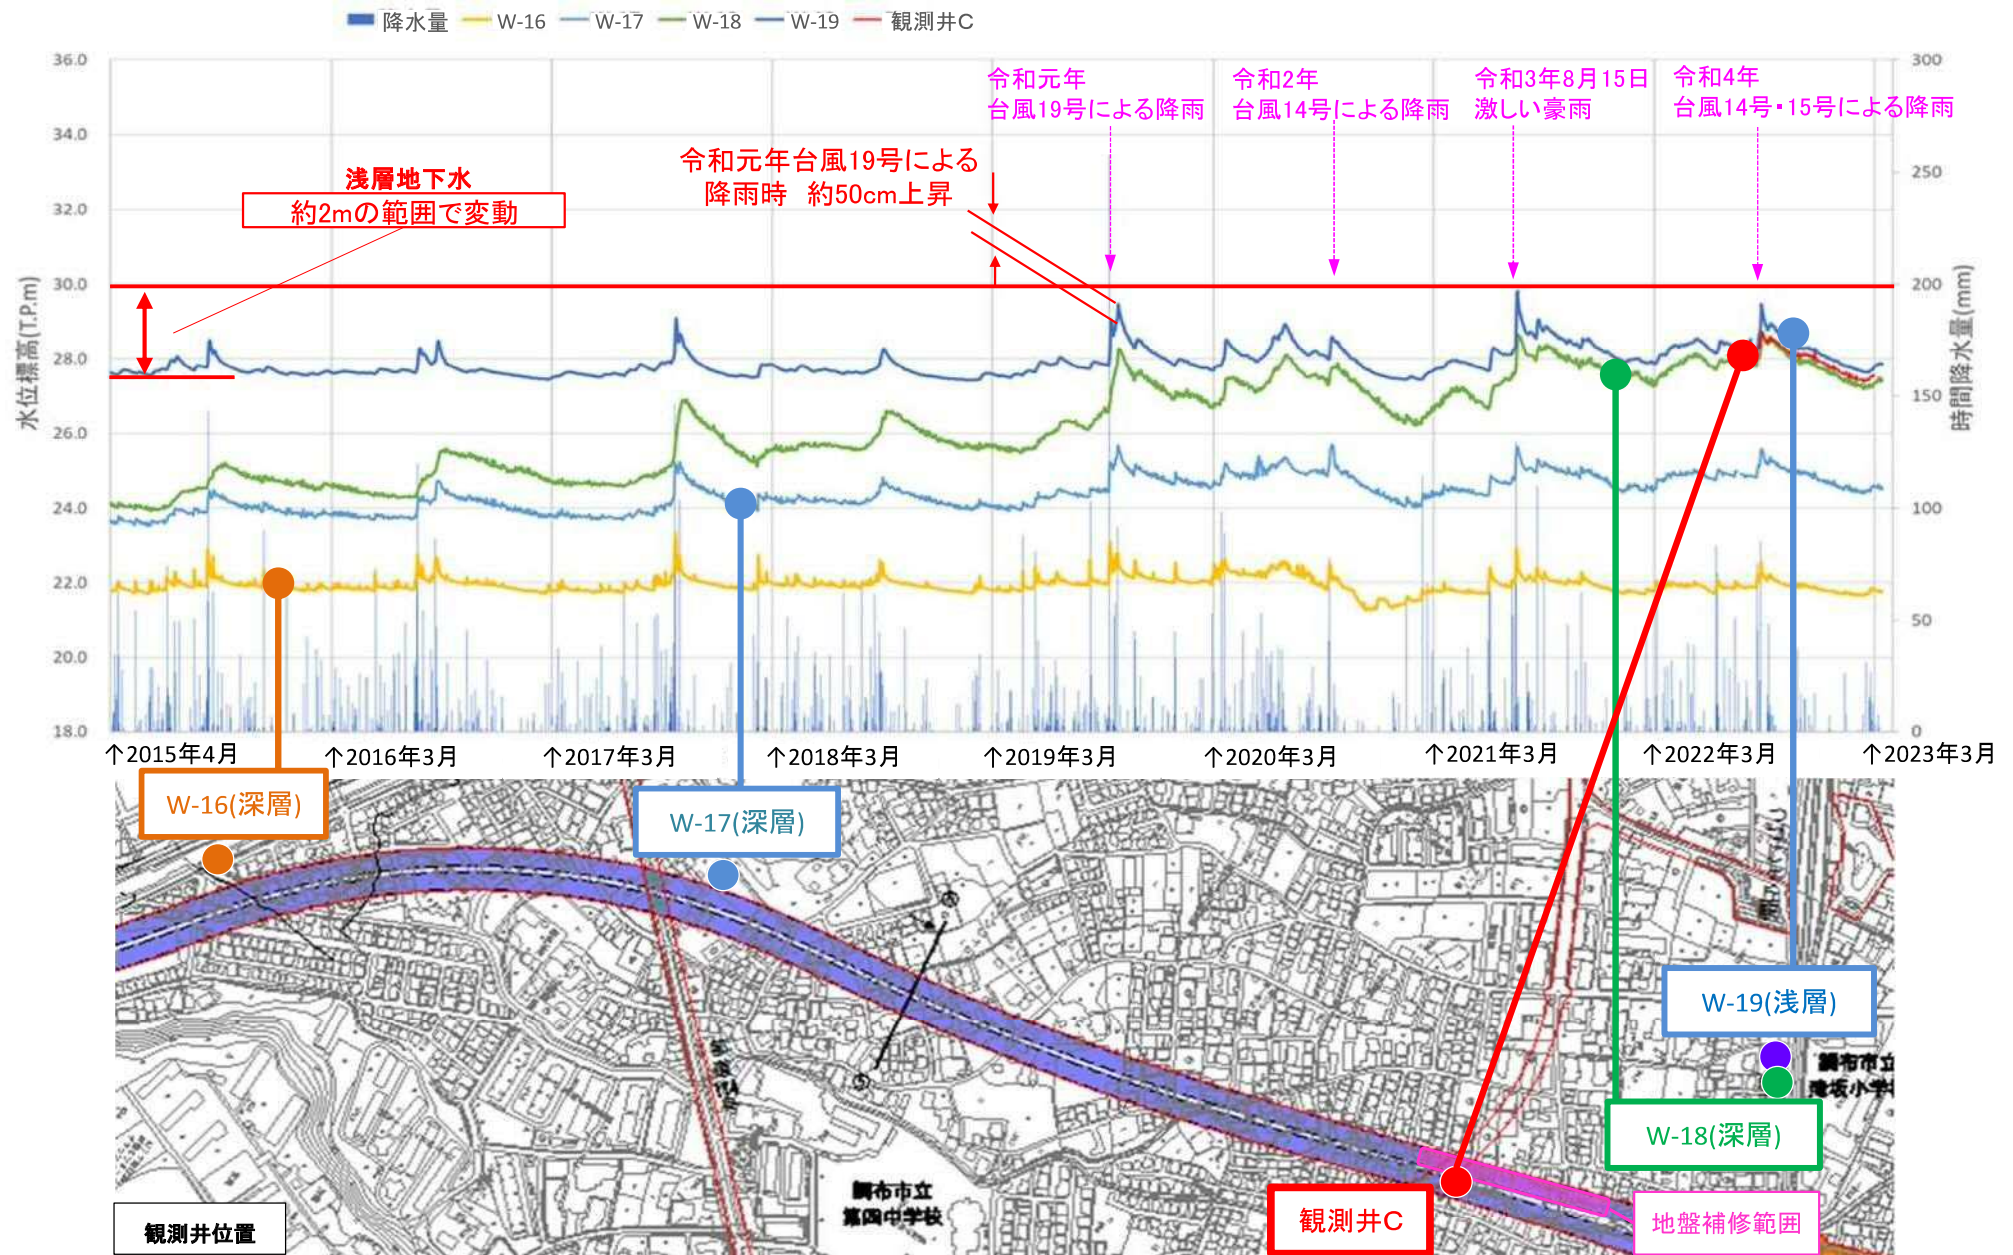 降水量 W-16 W-17 W-18 W-19 観測井C
36.0
34.0
32.0
30.0
28.0
26.0
24.0
22.0
20.0
18.0
水位標高(T.P.m)
300
250
200
150
100
50
0
時間降水量(mm)
浅層地下水
約2mの範囲で変動
令和元年台風19号による
降雨時 約50cm上昇
令和元年
台風19号による降雨
令和2年
台風14号による降雨
令和3年8月15日
激しい豪雨
令和4年
台風14号・15号による降雨
↑2015年4月
↑2016年3月
↑2017年3月
↑2018年3月
↑2019年3月
↑2020年3月
↑2021年3月
↑2022年3月
↑2023年3月
W-16(深層)
W-17(深層)
W-19(浅層)
W-18(深層)
観測井C
地盤補修範囲
観測井位置
調布市立
第四中学校
調布市立
滝坂小学校